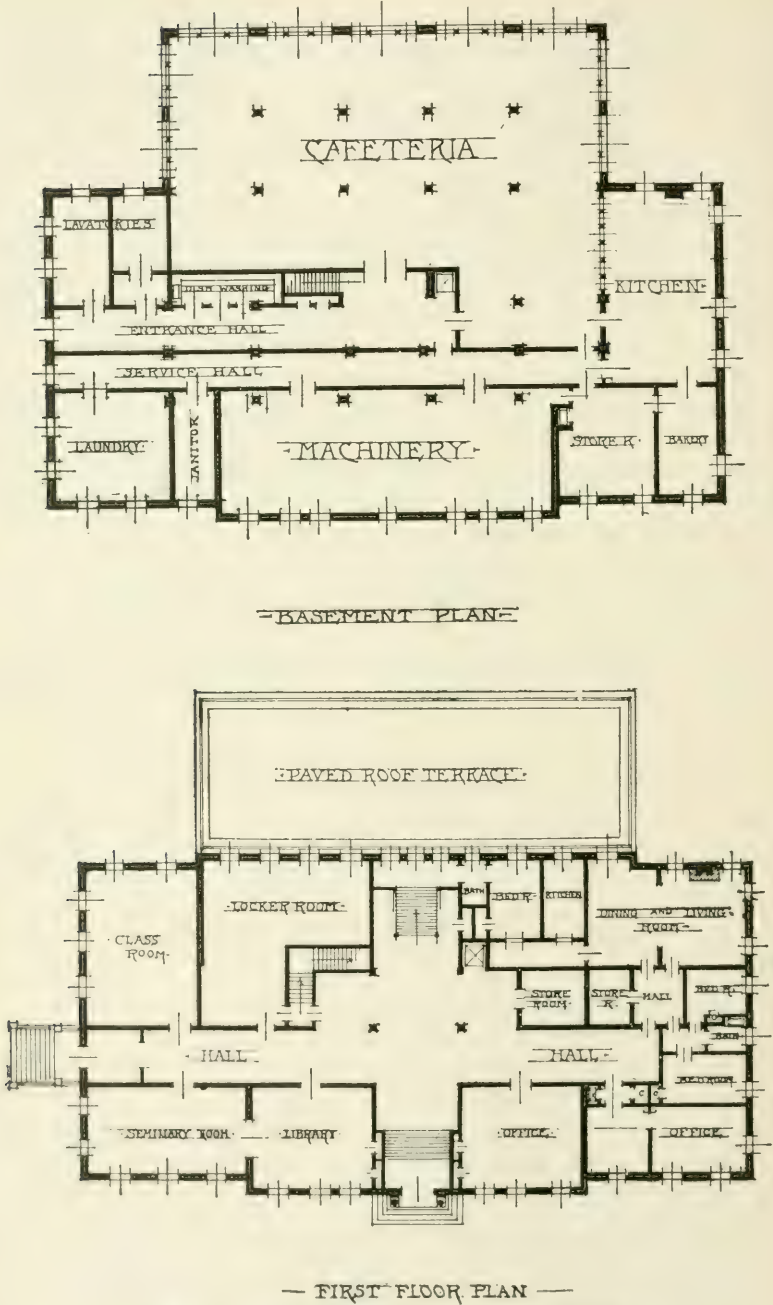 CAFETERIA
LAVATORIES
DISH WASHING
KITCHEN
ENTRANCE HALL
SERVICE HALL
LAUNDRY
JANITOR
MACHINERY
STORE R.
BAKERY
BASEMENT PLAN
PAVED ROOF TERRACE
LOCKER ROOM
BATH
BED R.
KITCHEN
CLASS
ROOM
DINING AND LIVING
ROOM
STORE
ROOM
STORE
R.
HALL
BED R.
BATH
HALL
HALL
BEDROOM
SEMINARY ROOM
LIBRARY
OFFICE
OFFICE
FIRST FLOOR PLAN